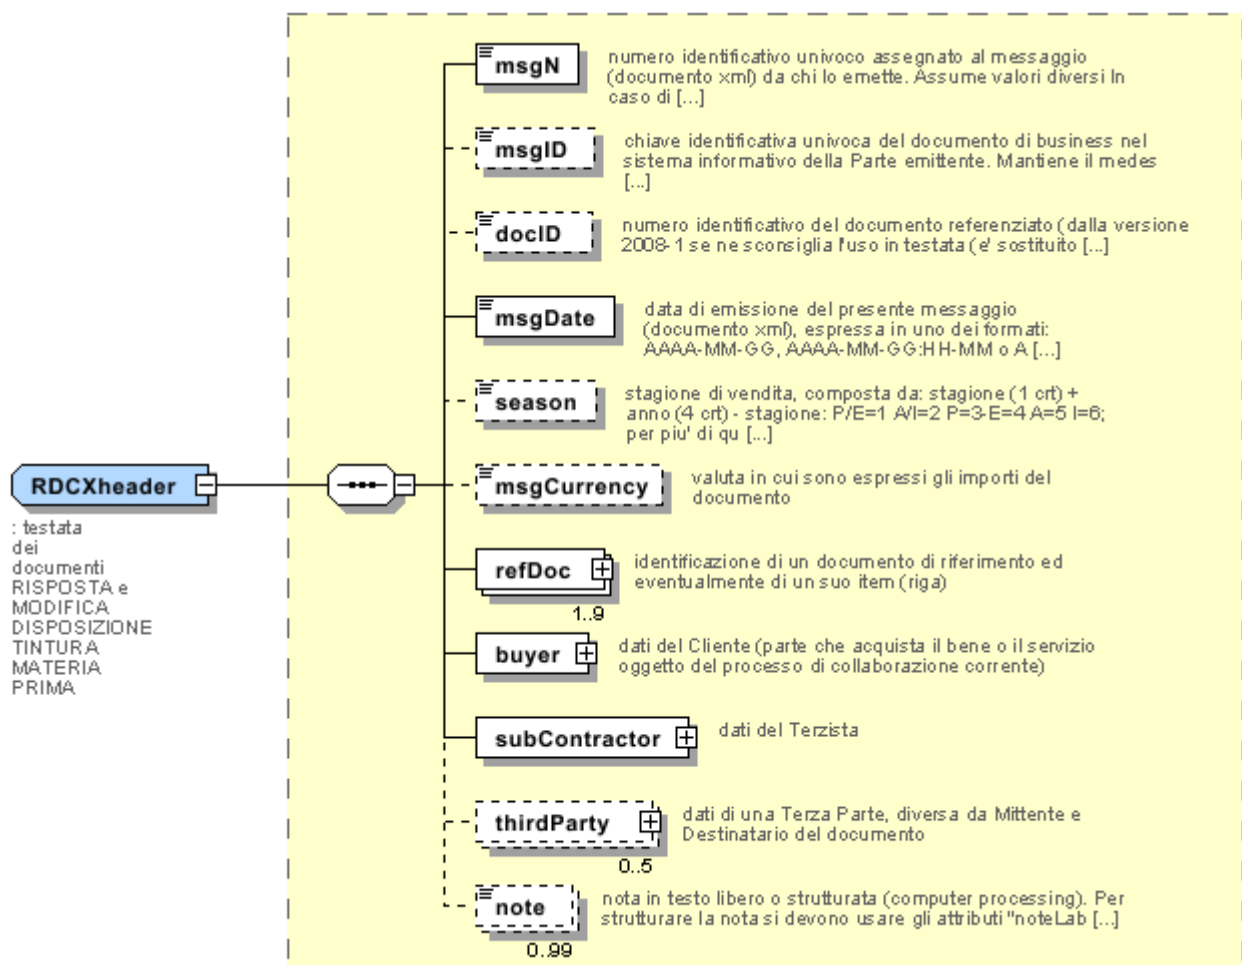 msgN
numero identificativo univoco assegnato al messaggio
(documento xml) da chi lo emette. Assume valori diversi In
caso di [...]
msgID
chiave identificativa univoca del documento di business nel
sistema informativo della Parte emittente. Mantiene il medes
[...]
docID
numero identificativo del documento referenziato (dalla versione
2008-1 se ne sconsiglia l'uso in testata (e' sostituito [...]
msgDate
data di emissione del presente messaggio
(documento xml), espressa in uno dei formati:
AAAA-MM-GG, AAAA-MM-GG:HH-MM o A [...]
season
stagione di vendita, composta da: stagione (1 crt) +
anno (4 crt) - stagione: P/E=1 A/I=2 P=3-E=4 A=5 I=6;
per piu' di qu [...]
msgCurrency
valuta in cui sono espressi gli importi del
documento
RDCXheader
: testata
dei
documenti
RISPOSTA e
MODIFICA
DISPOSIZIONE
TINTURA
MATERIA
PRIMA
refDoc
1..9
identificazione di un documento di riferimento ed
eventualmente di un suo item (riga)
buyer
dati del Cliente (parte che acquista il bene o il servizio
oggetto del processo di collaborazione corrente)
subContractor
dati del Terzista
thirdParty
0..5
dati di una Terza Parte, diversa da Mittente e
Destinatario del documento
note
0..99
nota in testo libero o strutturata (computer processing). Per
strutturare la nota si devono usare gli attributi "noteLab [...]